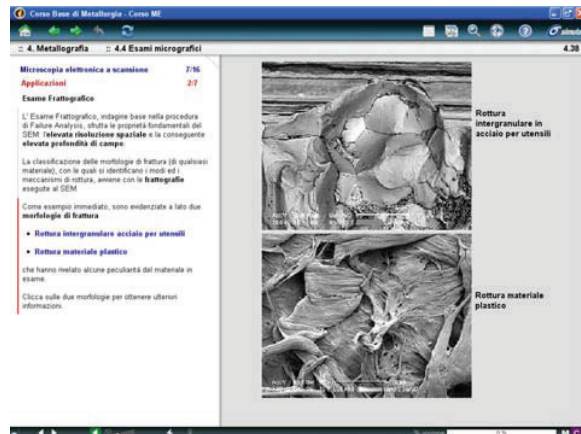 Corso Base di Metallurgia - Corso ME
simula
:: 4. Metallografia :: 4.4 Esami micrografici 4.38
Microscopia elettronica a scansione 7/16
Applicazioni 2/7
Esame Frattografico
L' Esame Frattografico, indagine base nella procedura
di Failure Analysis, sfrutta le proprietà fondamentali del
SEM: l'elevata risoluzione spaziale e la conseguente
elevata profondità di campo.
La classificazione delle morfologie di frattura (di qualsiasi
materiale), con le quali si identificano i modi ed i
meccanismi di rottura, avviene con le frattografie
eseguite al SEM.
Come esempio immediato, sono evidenziate a lato due
morfologie di frattura
• Rottura intergranulare acciaio per utensili
• Rottura materiale plastico
che hanno rivelato alcune peculiarità del materiale in
esame.
Clicca sulle due morfologie per ottenere ulteriori
informazioni.
Rottura
intergranulare in
acciaio per utensili
Rottura materiale
plastico